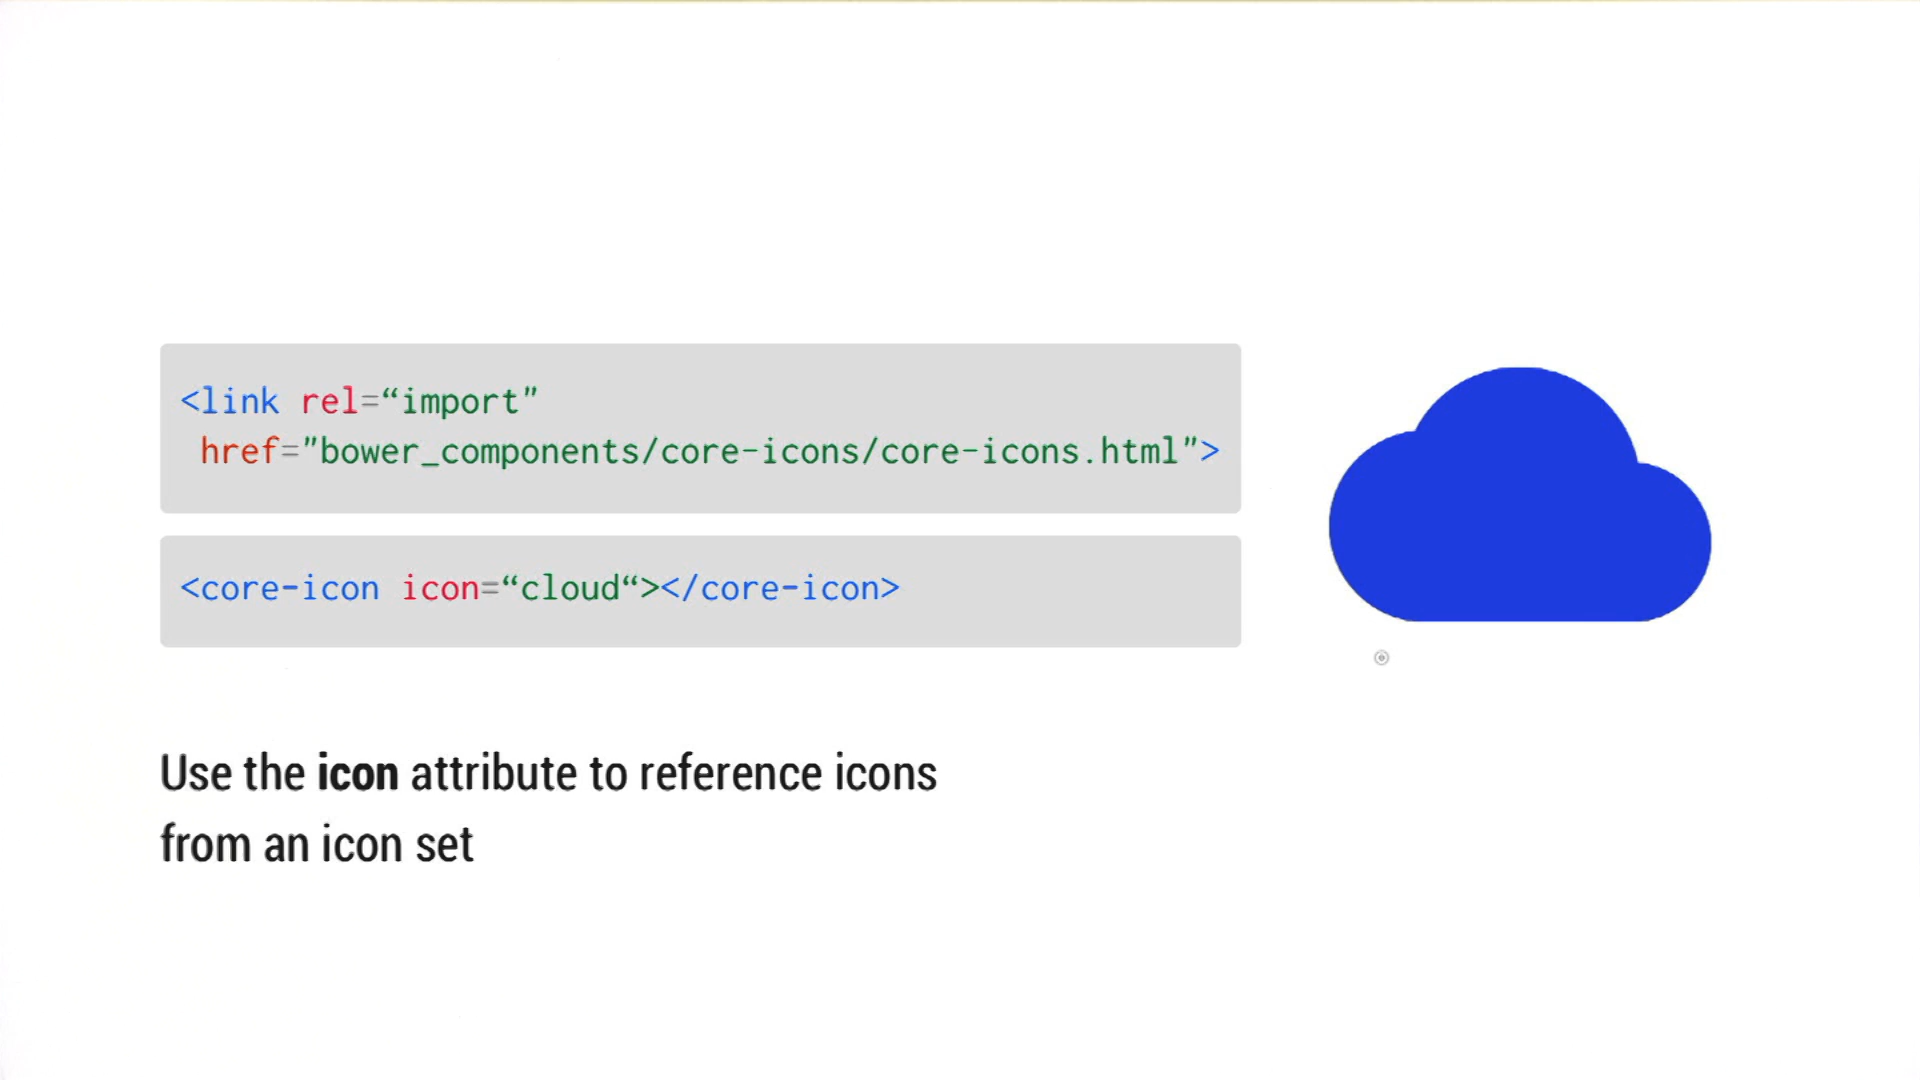 <link rel=“import"
href="bower_components/core-icons/core-icons.html">
<core-icon icon=“cloud“></core-icon>
Use the icon attribute to reference icons
from an icon set